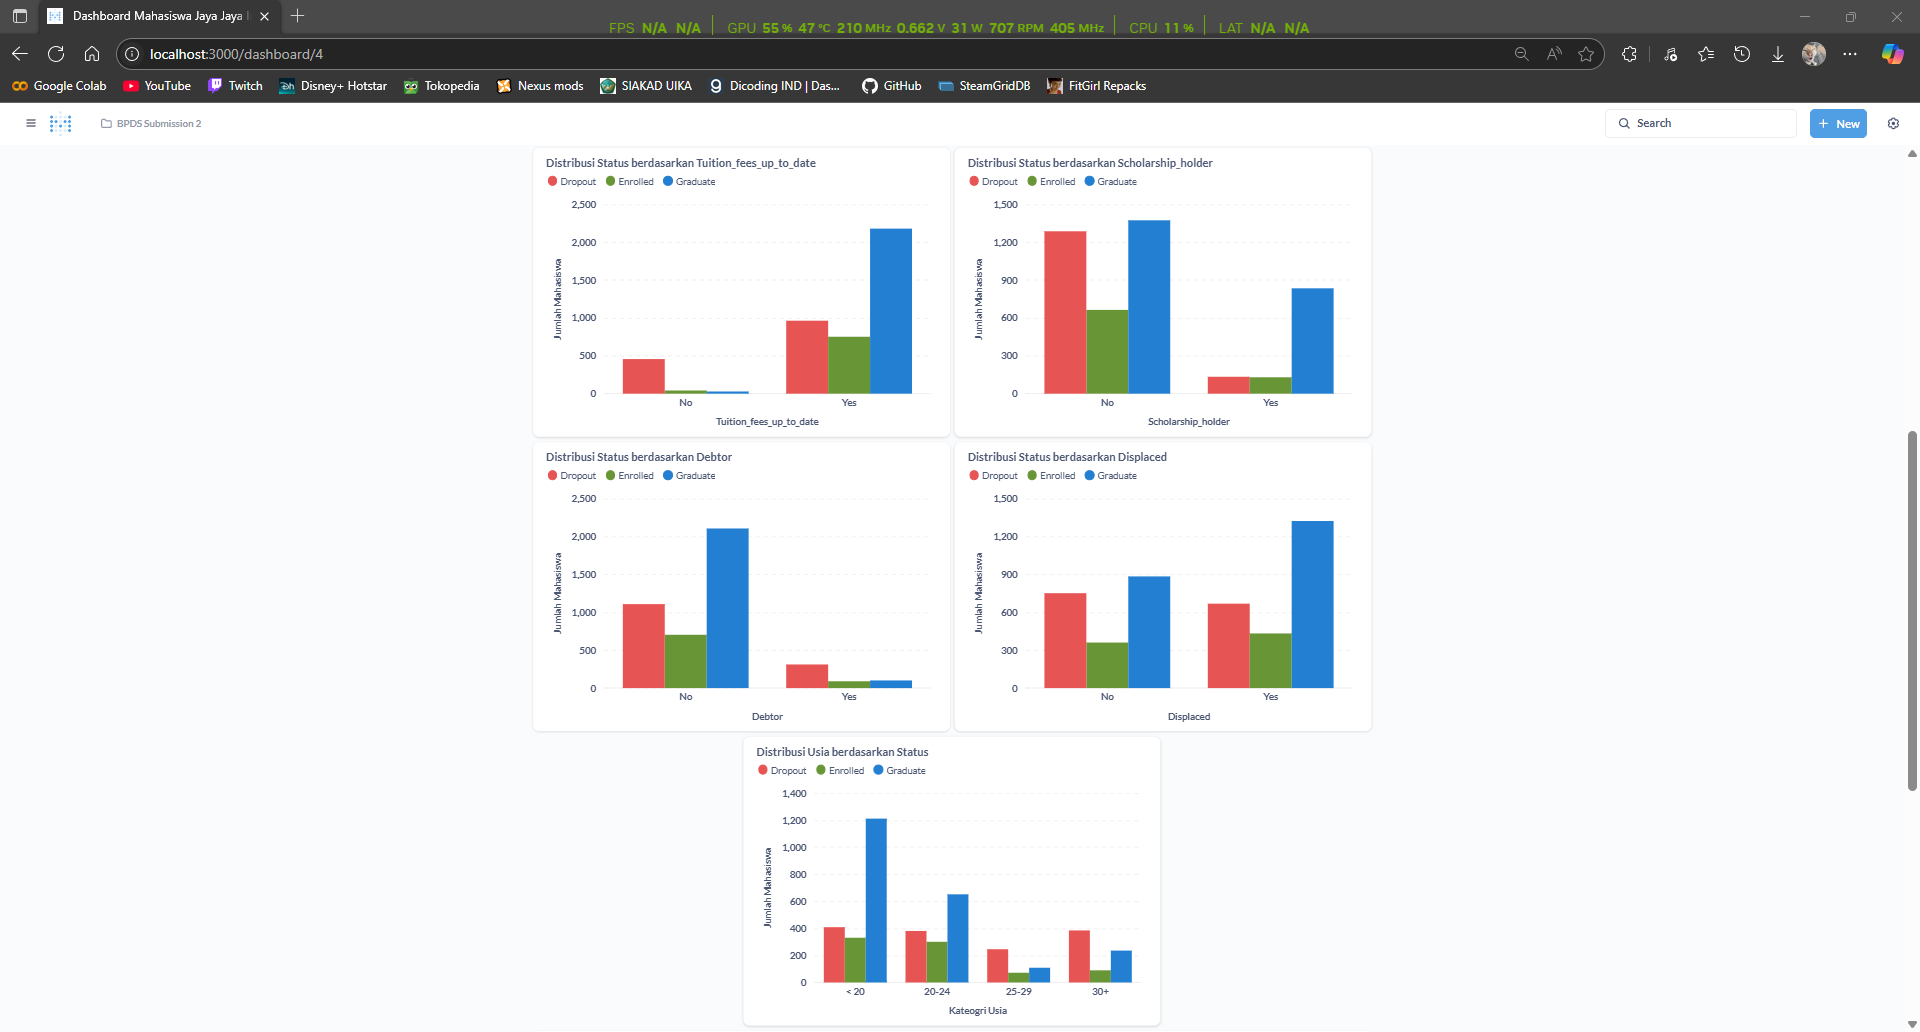 Dashboard Mahasiswa Jaya Jaya
FPS N/A N/A GPU 55 % 47 °C 210 MHz 0.662 V 31 W 707 RPM 405 MHz CPU 11 % LAT N/A N/A
localhost:3000/dashboard/4
Google Colab YouTube Twitch Disney+ Hotstar Tokopedia Nexus mods SIAKAD UIKA Dicoding IND | Das... GitHub SteamGridDB FitGirl Repacks
BPDS Submission 2
Search
+ New
Distribusi Status berdasarkan Tuition_fees_up_to_date
Dropout Enrolled Graduate
2,500
2,000
1,500
1,000
500
0
Jumlah Mahasiswa
No Yes
Tuition_fees_up_to_date
Distribusi Status berdasarkan Scholarship_holder
Dropout Enrolled Graduate
1,500
1,200
900
600
300
0
Jumlah Mahasiswa
No Yes
Scholarship_holder
Distribusi Status berdasarkan Debtor
Dropout Enrolled Graduate
2,500
2,000
1,500
1,000
500
0
Jumlah Mahasiswa
No Yes
Debtor
Distribusi Status berdasarkan Displaced
Dropout Enrolled Graduate
1,500
1,200
900
600
300
0
Jumlah Mahasiswa
No Yes
Displaced
Distribusi Usia berdasarkan Status
Dropout Enrolled Graduate
1,400
1,200
1,000
800
600
400
200
0
Jumlah Mahasiswa
< 20 20-24 25-29 30+
Kateogri Usia